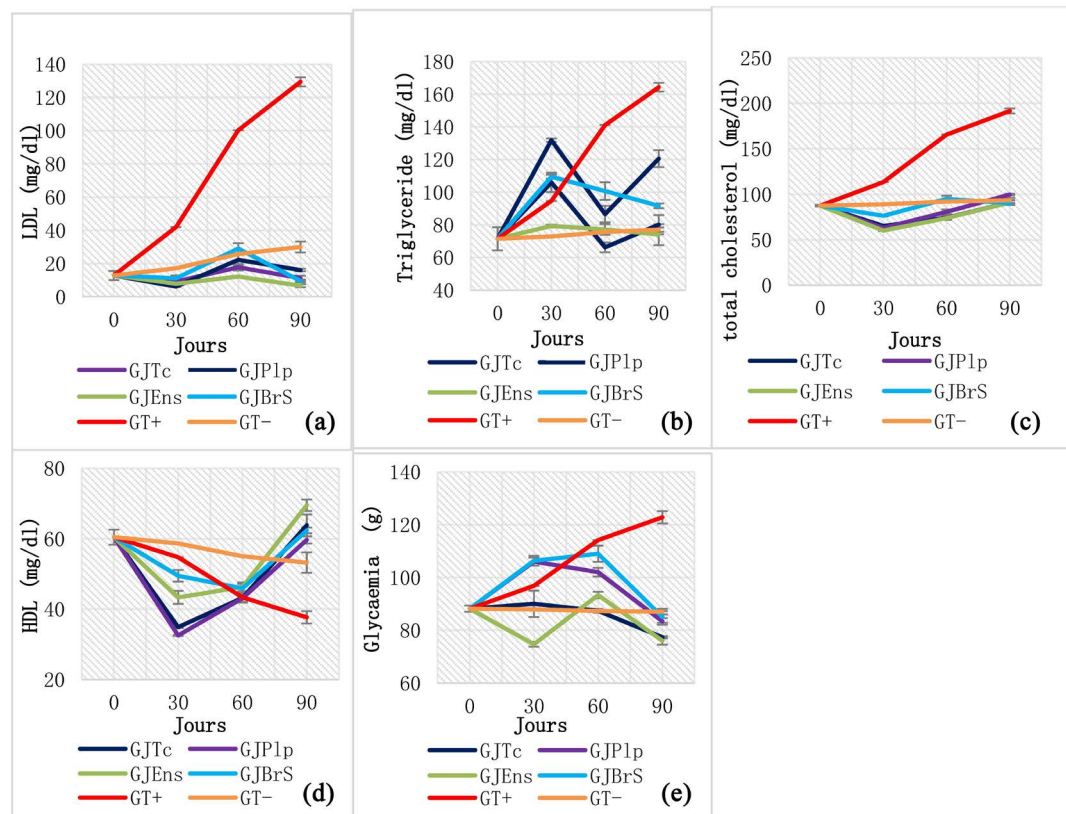 140
120
100
80
60
40
20
0
LDL (mg/dl)
0 30 60 90
Jours
GJTc GJPlp
GJEns GJBrS
GT+ GT-
(a)
180
160
140
120
100
80
60
40
Triglyceride (mg/dl)
0 30 60 90
Jours
GJTc GJPlp
GJEns GJBrS
GT+ GT-
(b)
250
200
150
100
50
0
total cholesterol (mg/dl)
0 30 60 90
Jours
GJTc GJPlp
GJEns GJBrS
GT+ GT-
(c)
80
60
40
20
HDL (mg/dl)
0 30 60 90
Jours
GJTc GJPlp
GJEns GJBrS
GT+ GT-
(d)
140
120
100
80
60
Glycaemia (g)
0 30 60 90
Jours
GJTc GJPlp
GJEns GJBrS
GT+ GT-
(e)